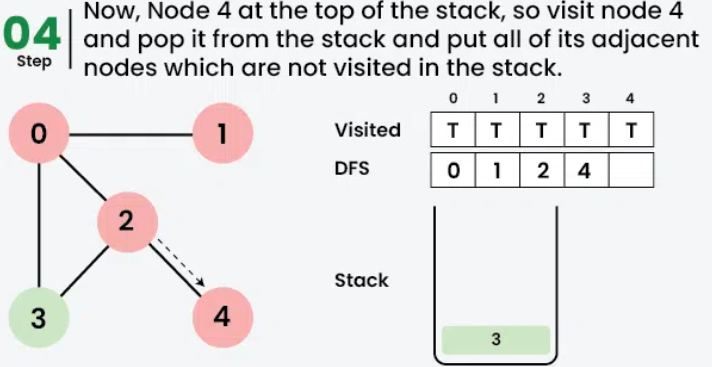 04
Step
Now, Node 4 at the top of the stack, so visit node 4
and pop it from the stack and put all of its adjacent
nodes which are not visited in the stack.
0 1 2 3 4
Visited T T T T T
DFS 0 1 2 4
0 1
2
3 4
Stack
3